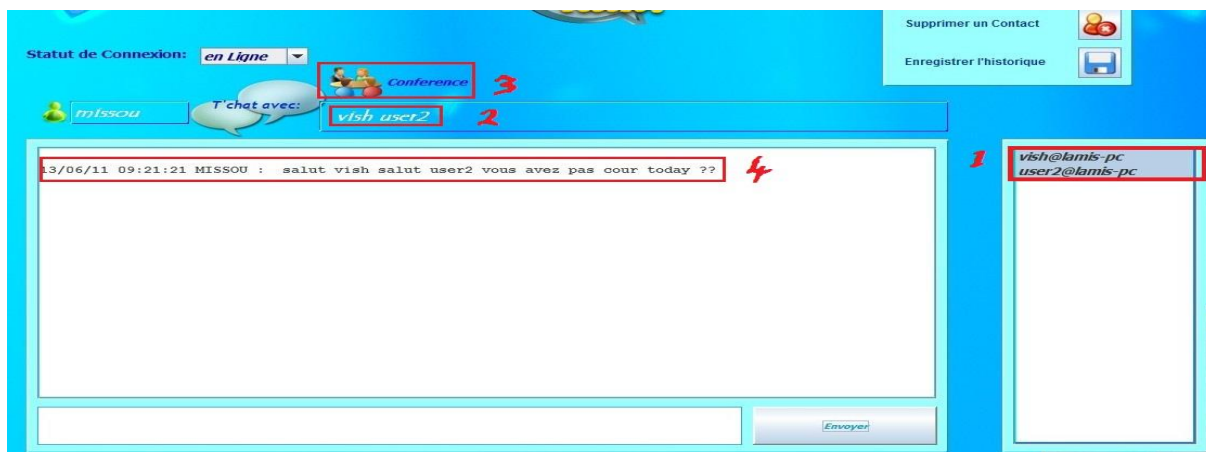 Supprimer un Contact
Statut de Connexion: en Ligne
Enregistrer l'historique
Conference
3
missou
T'chat avec:
vish user2
2
13/06/11 09:21:21 MISSOU : salut vish salut user2 vous avez pas cour today ??
4
1
vish@lamis-pc
user2@lamis-pc
Envoyer